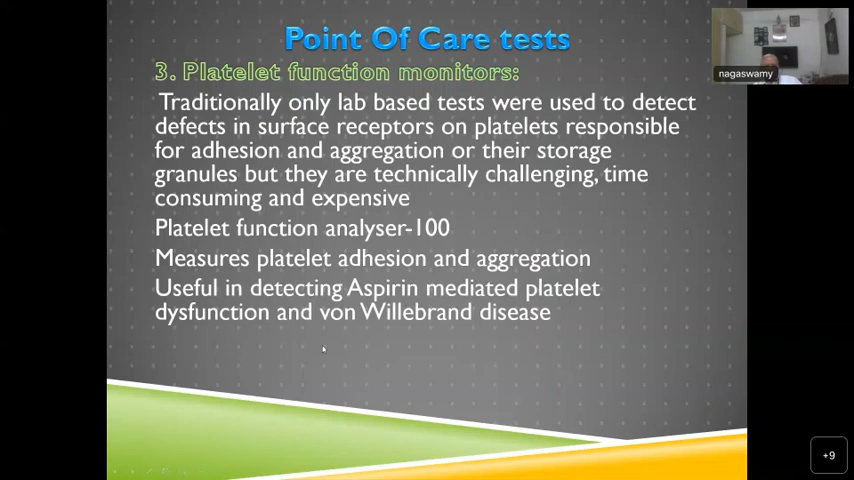 Point Of Care tests
3. Platelet function monitors:
Traditionally only lab based tests were used to detect
defects in surface receptors on platelets responsible
for adhesion and aggregation or their storage
granules but they are technically challenging, time
consuming and expensive
Platelet function analyser-100
Measures platelet adhesion and aggregation
Useful in detecting Aspirin mediated platelet
dysfunction and von Willebrand disease
nagaswamy
+9